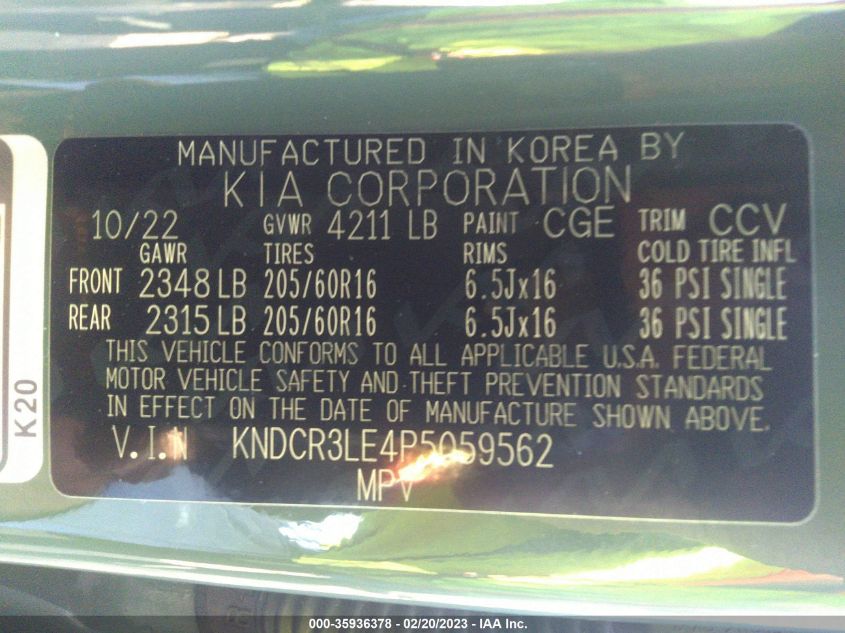 MANUFACTURED IN KOREA BY
KIA CORPORATION
10/22 GVWR 4211 LB PAINT CGE TRIM CCV
GAWR TIRES RIMS COLD TIRE INFL
FRONT 2348 LB 205/60R16 6.5Jx16 36 PSI SINGLE
REAR 2315 LB 205/60R16 6.5Jx16 36 PSI SINGLE
THIS VEHICLE CONFORMS TO ALL APPLICABLE U.S.A. FEDERAL
MOTOR VEHICLE SAFETY AND THEFT PREVENTION STANDARDS
IN EFFECT ON THE DATE OF MANUFACTURE SHOWN ABOVE.
V.I.N KNDCR3LE4P5059562
MPV
K20
000-35936378 - 02/20/2023 - IAA Inc.